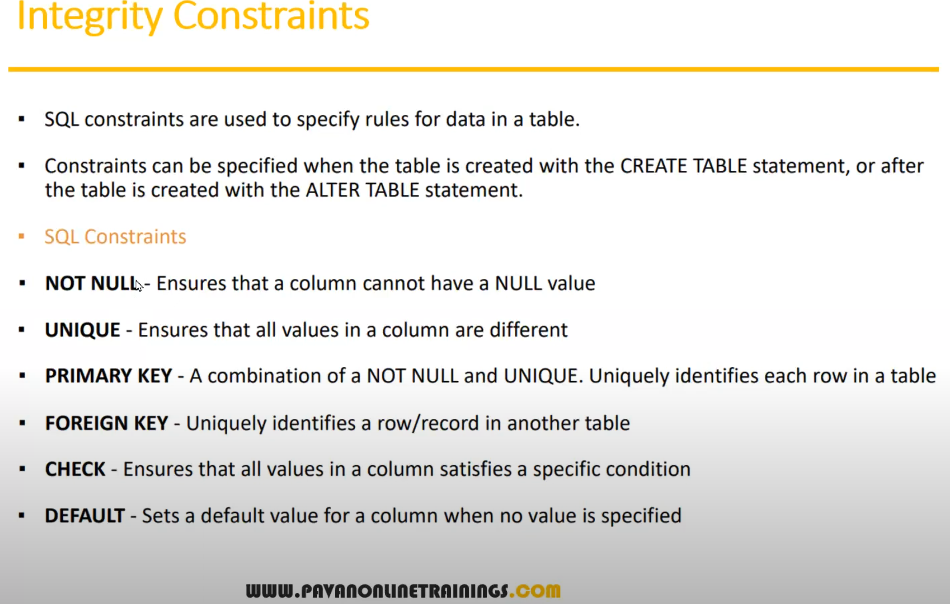 Integrity Constraints
▪ SQL constraints are used to specify rules for data in a table.
▪ Constraints can be specified when the table is created with the CREATE TABLE statement, or after
the table is created with the ALTER TABLE statement.
▪ SQL Constraints
▪ NOT NULL - Ensures that a column cannot have a NULL value
▪ UNIQUE - Ensures that all values in a column are different
▪ PRIMARY KEY - A combination of a NOT NULL and UNIQUE. Uniquely identifies each row in a table
▪ FOREIGN KEY - Uniquely identifies a row/record in another table
▪ CHECK - Ensures that all values in a column satisfies a specific condition
▪ DEFAULT - Sets a default value for a column when no value is specified
WWW.PAVANONLINETRAININGS.COM